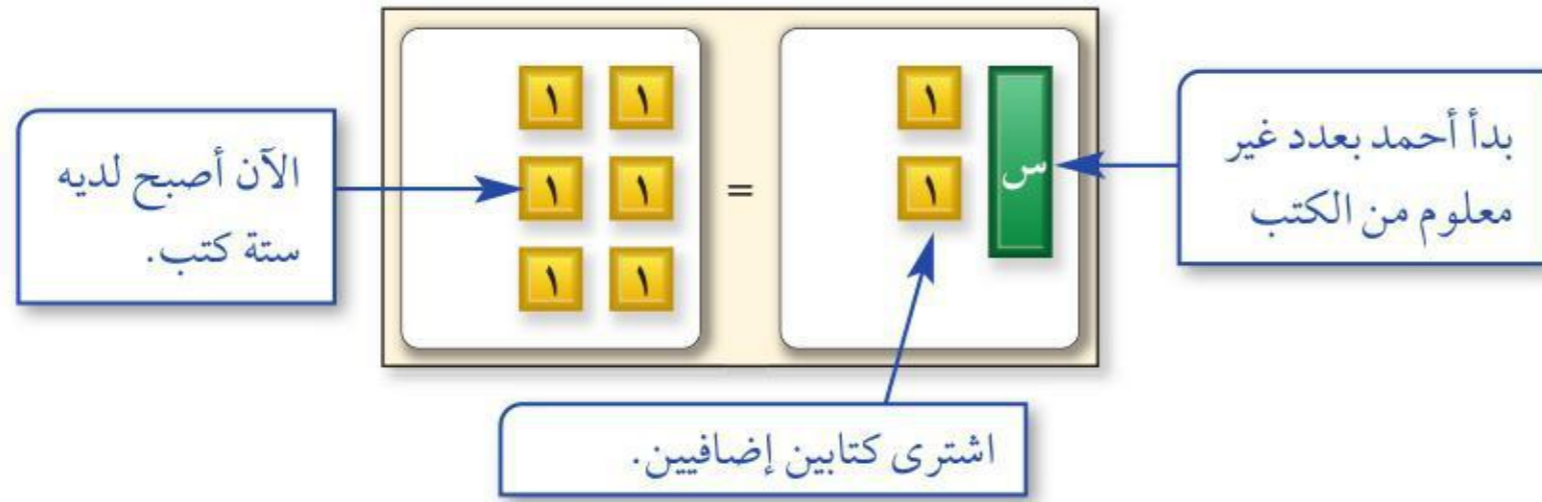 بدأ أحمد بعدد غير
معلوم من الكتب
س
١
١
=
١ ١
١ ١
١ ١
الآن أصبح لديه
ستة كتب.
اشترى كتابين إضافيين.